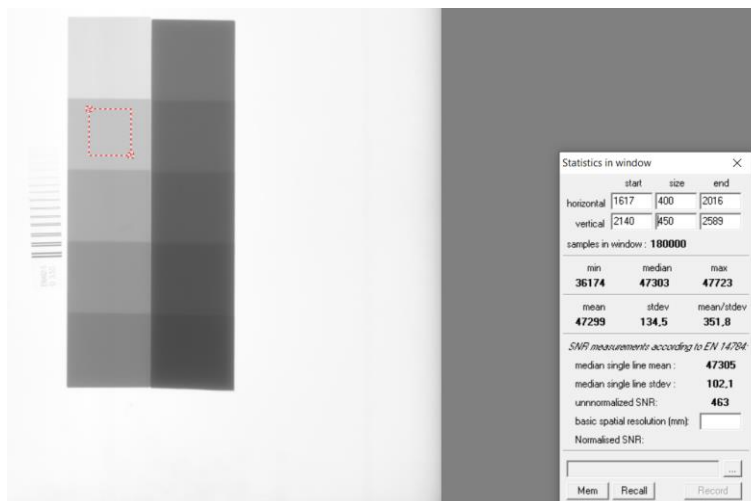 Statistics in window
start size end
horizontal 1617 400 2016
vertical 2140 450 2589
samples in window : 180000
min median max
36174 47303 47723
mean stdev mean/stdev
47299 134,5 351,8
SNR measurements according to EN 14784:
median single line mean : 47305
median single line stdev : 102,1
unnnormalized SNR: 463
basic spatial resolution (mm):
Normalised SNR:
...
Mem Recall Record